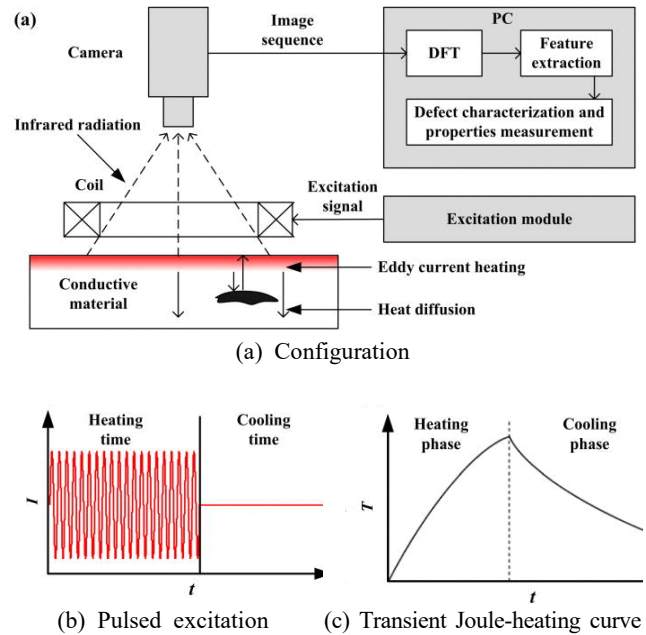 (a)
Camera
Image
sequence
PC
DFT
Feature
extraction
Defect characterization and
properties measurement
Infrared radiation
Coil
Excitation
signal
Excitation module
Conductive
material
Eddy current heating
Heat diffusion
(a) Configuration
Heating
time
Cooling
time
I
t
Heating
phase
Cooling
phase
T
t
(b) Pulsed excitation
(c) Transient Joule-heating curve